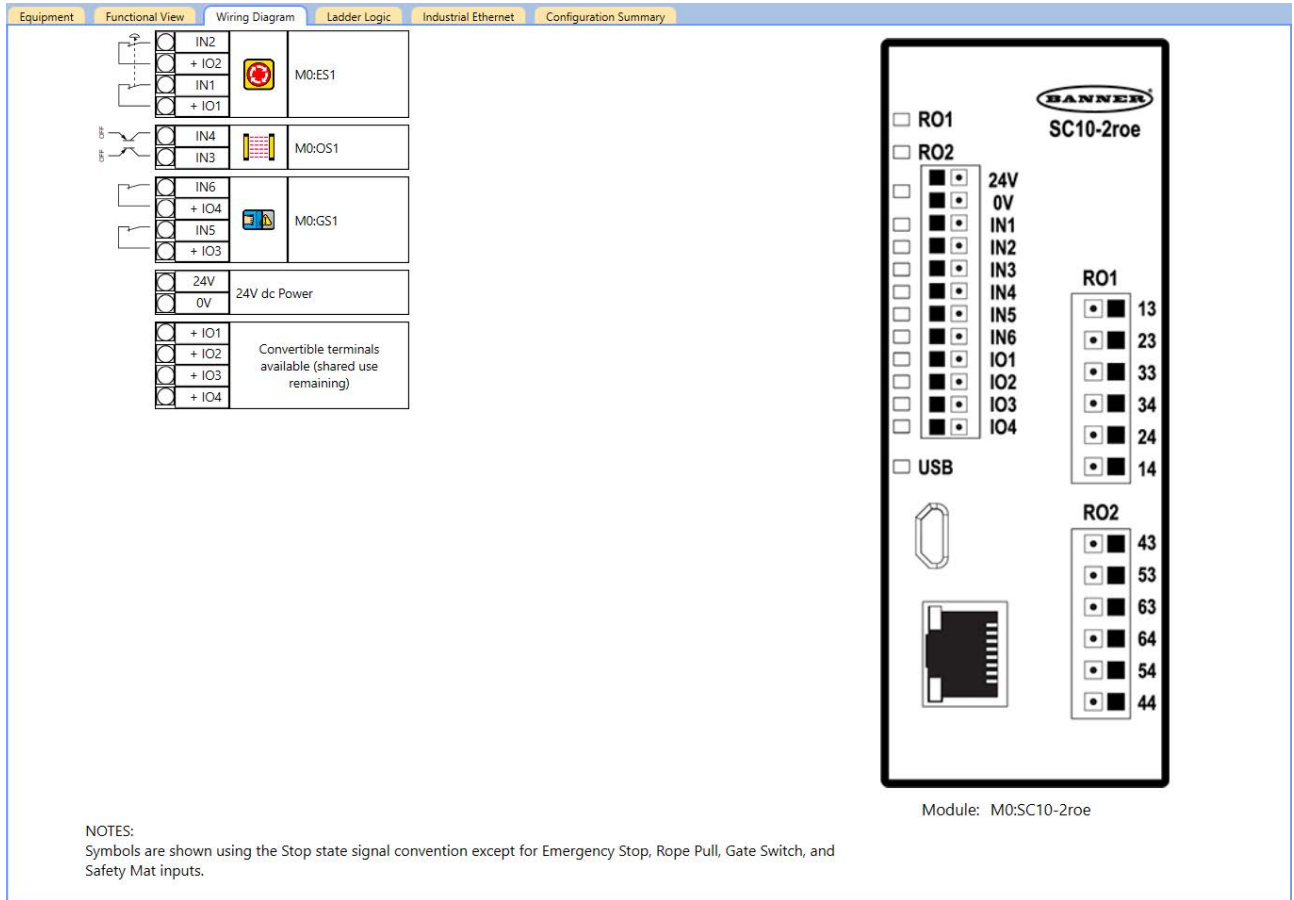 Equipment
Functional View
Wiring Diagram
Ladder Logic
Industrial Ethernet
Configuration Summary
IN2
+ IO2
IN1
+ IO1
M0:ES1
OFF
OFF
IN4
IN3
M0:OS1
IN6
+ IO4
IN5
+ IO3
M0:GS1
24V
0V
24V dc Power
+ IO1
+ IO2
+ IO3
+ IO4
Convertible terminals
available (shared use
remaining)
BANNER
SC10-2roe
RO1
RO2
24V
0V
IN1
IN2
IN3
IN4
IN5
IN6
IO1
IO2
IO3
IO4
USB
RO1
13
23
33
34
24
14
RO2
43
53
63
64
54
44
Module: M0:SC10-2roe
NOTES:
Symbols are shown using the Stop state signal convention except for Emergency Stop, Rope Pull, Gate Switch, and
Safety Mat inputs.